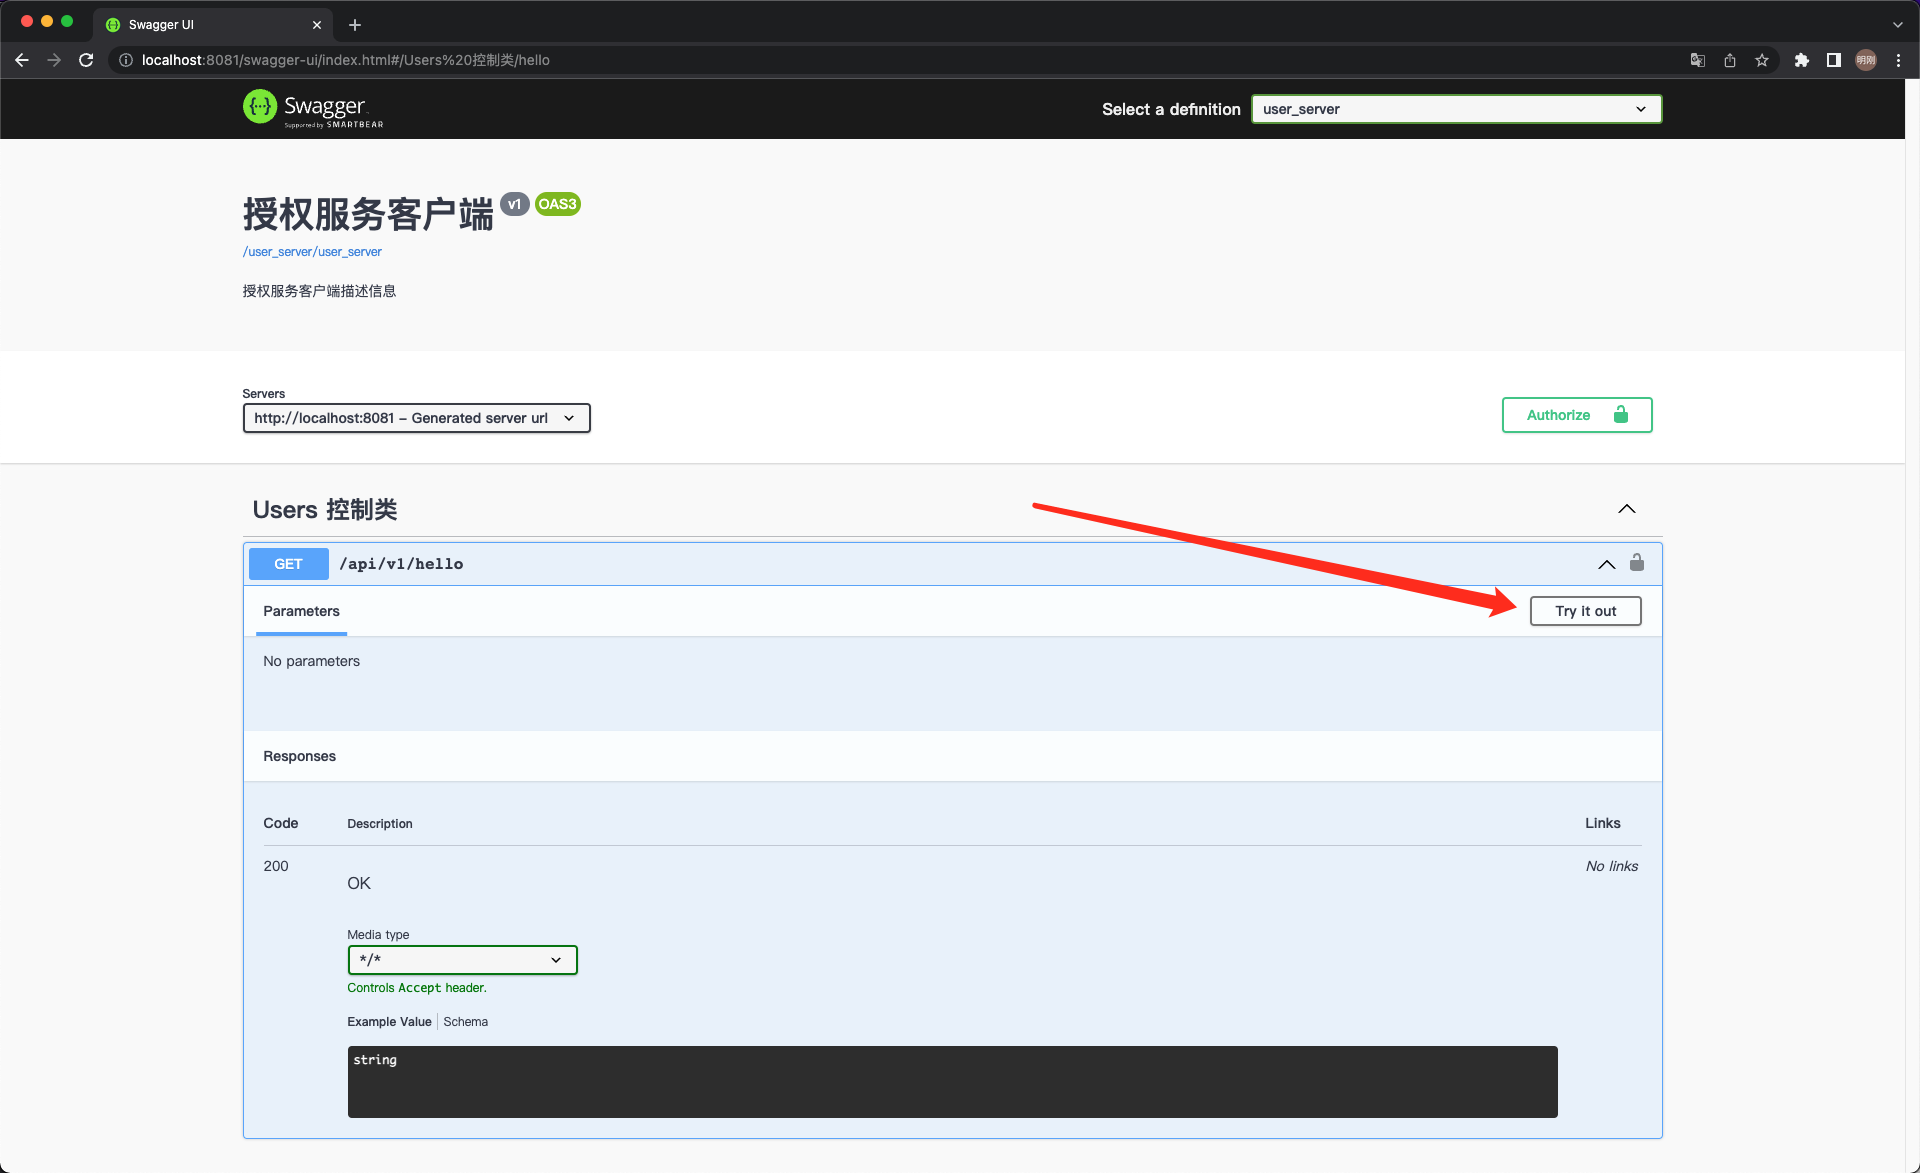 Swagger UI
localhost:8081/swagger-ui/index.html#/Users%20控制类/hello
明刚
Swagger
Supported by SMARTBEAR
Select a definition
user_server
授权服务客户端 v1 OAS3
/user_server/user_server
授权服务客户端描述信息
Servers
http://localhost:8081 – Generated server url
Authorize
Users 控制类
GET /api/v1/hello
Parameters
Try it out
No parameters
Responses
Code Description Links
200
OK
No links
Media type
*/*
Controls Accept header.
Example Value Schema
string